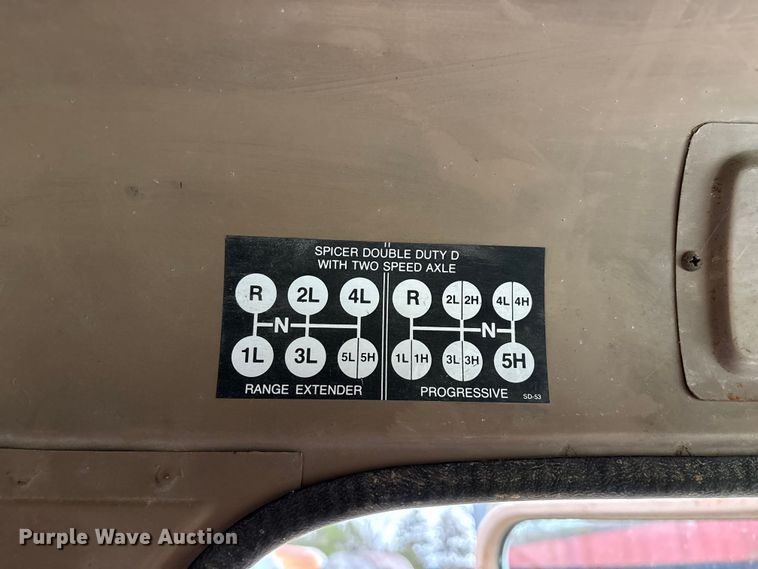 SPICER DOUBLE DUTY D
WITH TWO SPEED AXLE
R 2L 4L
N
1L 3L 5L 5H
RANGE EXTENDER
R 2L 2H 4L 4H
N
1L 1H 3L 3H 5H
PROGRESSIVE
SD-53
Purple Wave Auction®